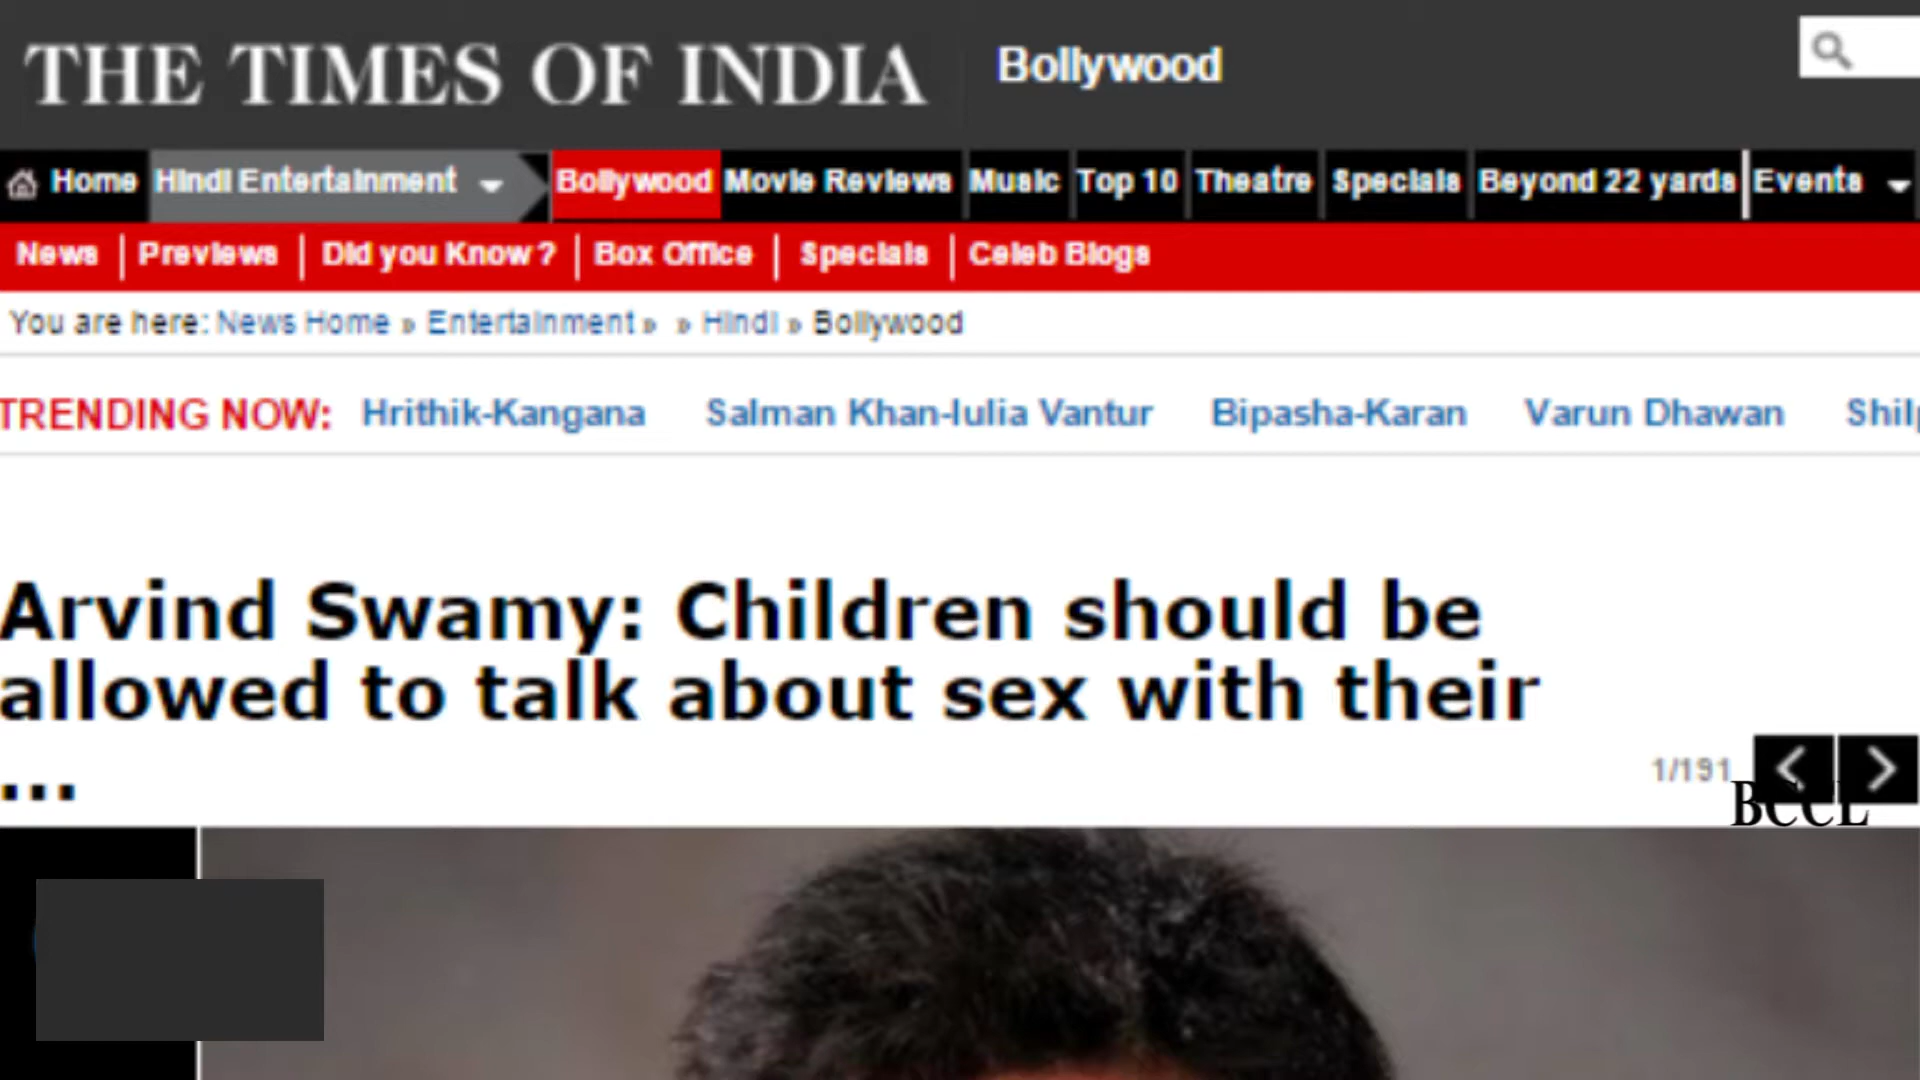 THE TIMES OF INDIA Bollywood
Home Hindi Entertainment Bollywood Movie Reviews Music Top 10 Theatre Specials Beyond 22 yards Events
News Previews Did you Know? Box Office Specials Celeb Blogs
You are here: News Home » Entertainment » » Hindi » Bollywood
TRENDING NOW: Hrithik-Kangana Salman Khan-Iulia Vantur Bipasha-Karan Varun Dhawan
Arvind Swamy: Children should be
allowed to talk about sex with their
...
1/191
BCCL